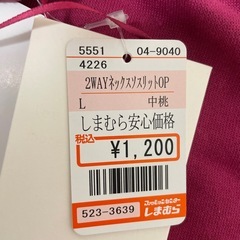 5551 04-9040
4226
2WAYネックスソスリットOP
L 中桃
しまむら安心価格
税込
¥1,200
523-3639
ファッションセンター
しまむら